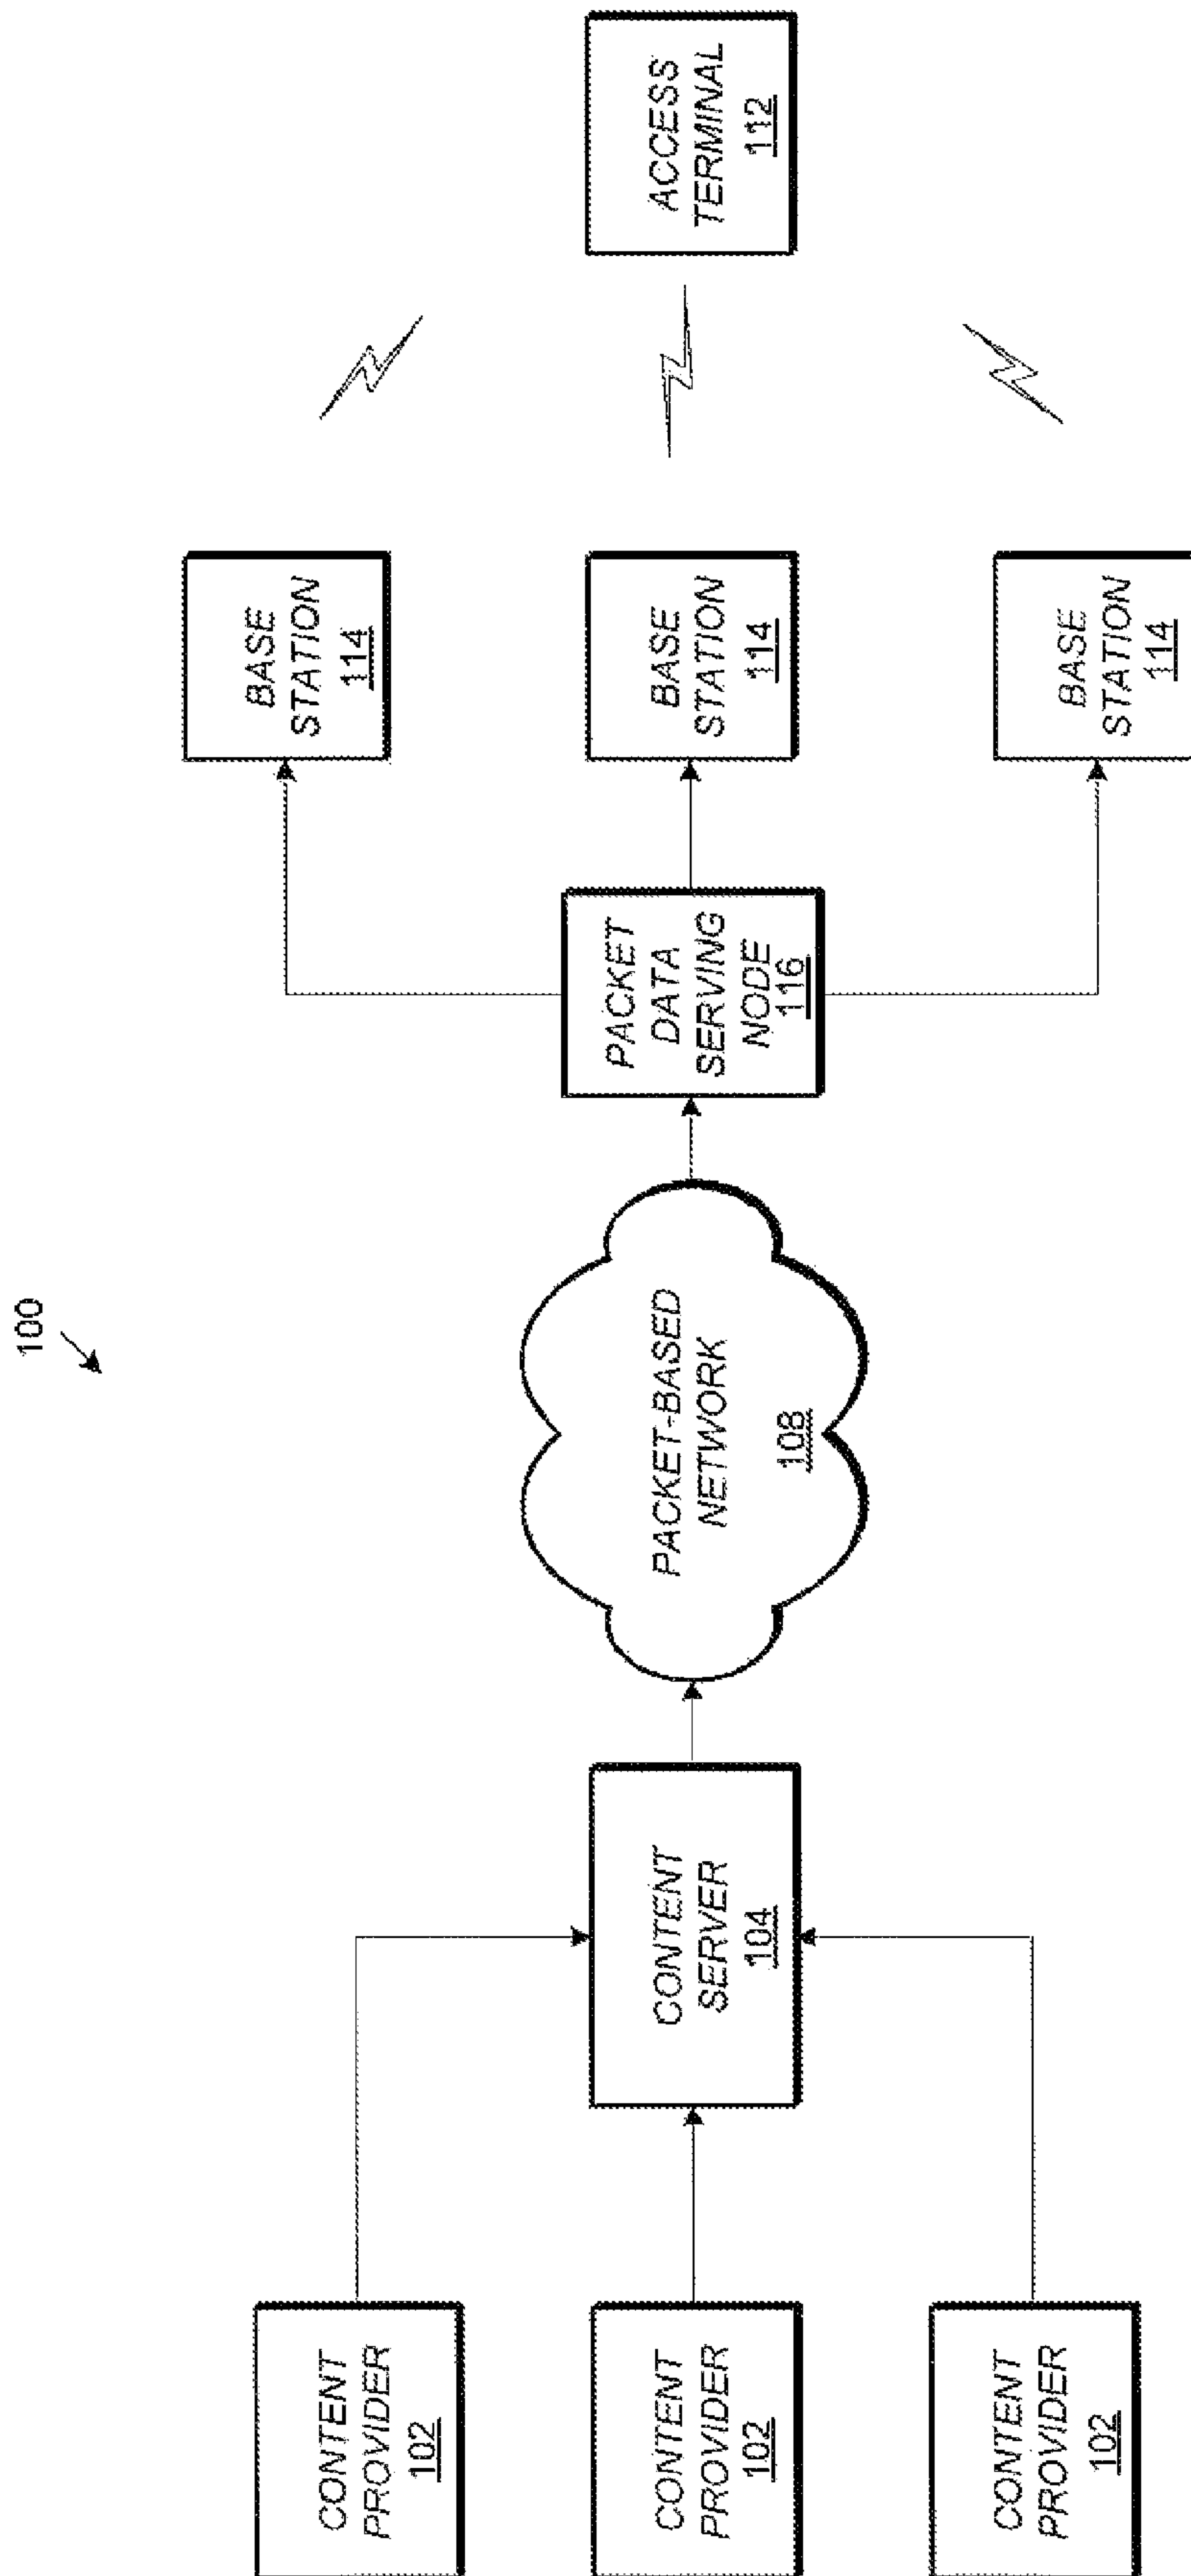 100
CONTENT
PROVIDER
102
CONTENT
PROVIDER
102
CONTENT
PROVIDER
102
CONTENT
SERVER
104
PACKET-BASED
NETWORK
108
PACKET
DATA
SERVING
NODE
116
BASE
STATION
114
BASE
STATION
114
BASE
STATION
114
ACCESS
TERMINAL
112